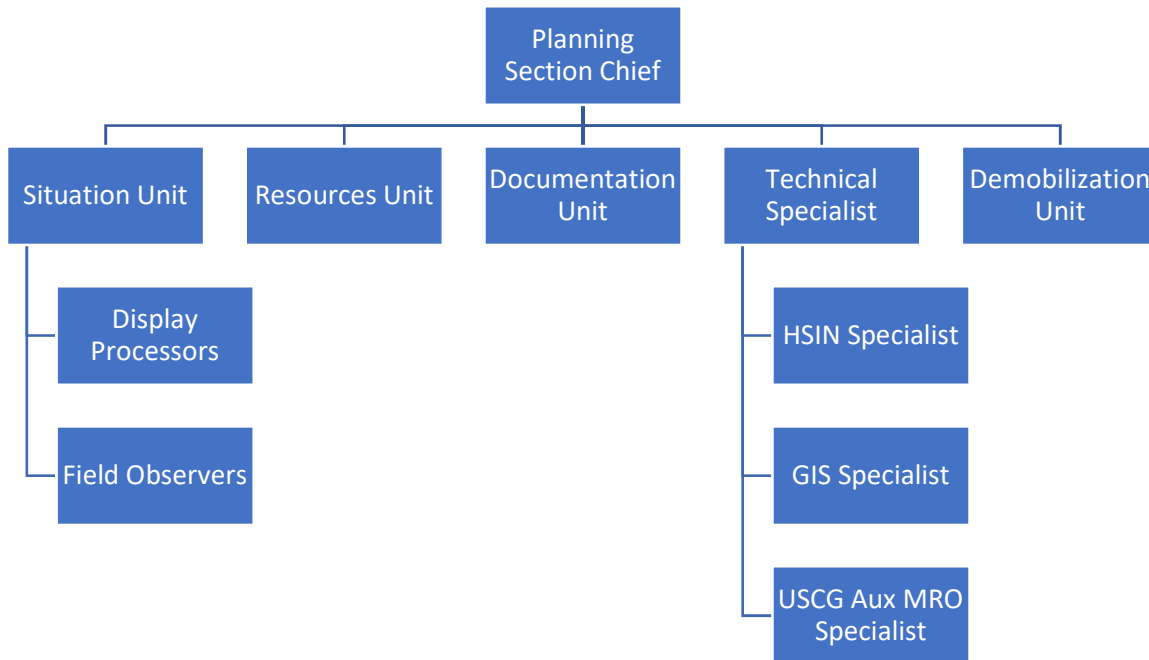 Planning
Section Chief
Situation Unit
Resources Unit
Documentation
Unit
Technical
Specialist
Demobilization
Unit
Display
Processors
Field Observers
HSIN Specialist
GIS Specialist
USCG Aux MRO
Specialist